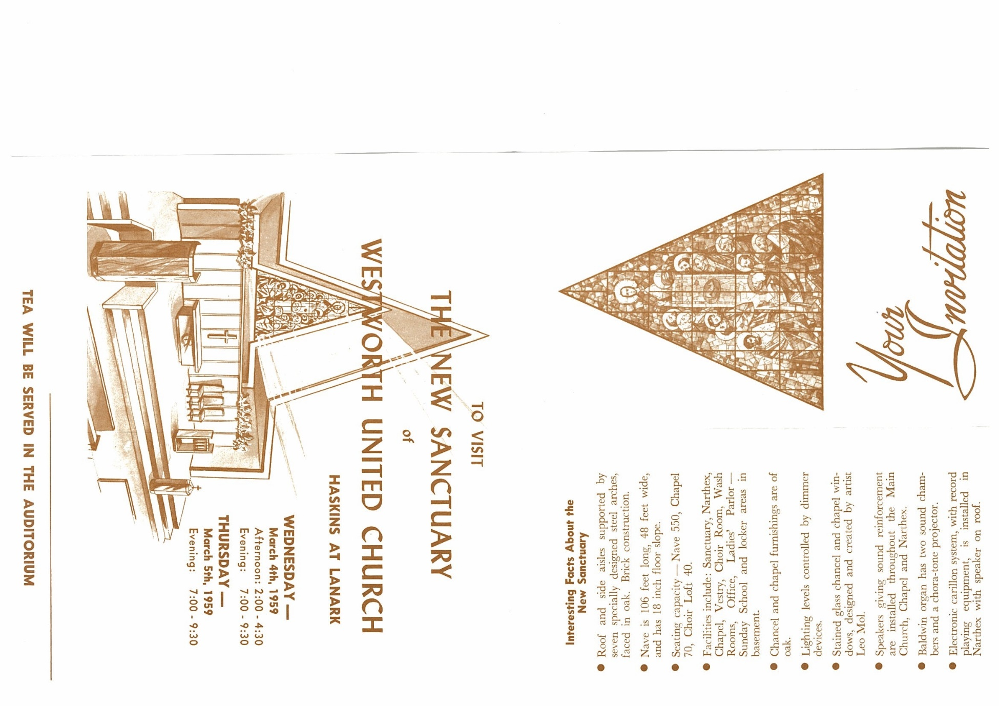 Your
Invitation
Interesting Facts About the
New Sanctuary
● Roof and side aisles supported by
seven specially designed steel arches,
faced in oak. Brick construction.
● Nave is 106 feet long, 48 feet wide,
and has 18 inch floor slope.
● Seating capacity — Nave 550, Chapel
70, Choir Loft 40.
● Facilities include: Sanctuary, Narthex,
Chapel, Vestry, Choir Room, Wash
Rooms, Office, Ladies' Parlor —
Sunday School and locker areas in
basement.
● Chancel and chapel furnishings are of
oak.
● Lighting levels controlled by dimmer
devices.
● Stained glass chancel and chapel win-
dows, designed and created by artist
Leo Mol.
● Speakers giving sound reinforcement
are installed throughout the Main
Church, Chapel and Narthex.
● Baldwin organ has two sound cham-
bers and a chora-tone projector.
● Electronic carillon system, with record
playing equipment, is installed in
Narthex with speaker on roof.
TO VISIT
THE NEW SANCTUARY
of
WESTWORTH UNITED CHURCH
HASKINS AT LANARK
WEDNESDAY —
March 4th, 1959
Afternoon: 2:00 - 4:30
Evening: 7:00 - 9:30
THURSDAY —
March 5th, 1959
Evening: 7:00 - 9:30
TEA WILL BE SERVED IN THE AUDITORIUM